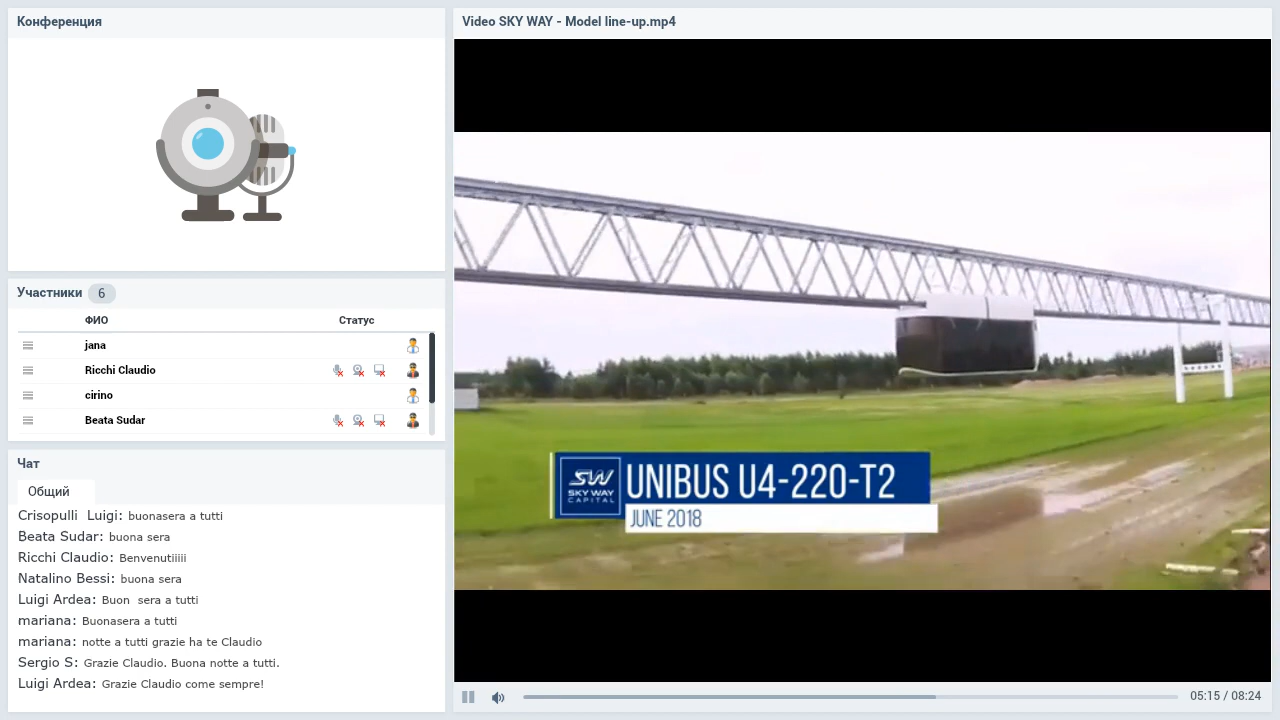 Конференция
Video SKY WAY - Model line-up.mp4
SW
SKY WAY
CAPITAL
UNIBUS U4-220-T2
JUNE 2018
05:15 / 08:24
Участники 6
ФИО Статус
jana
Ricchi Claudio
cirino
Beata Sudar
Чат
Общий
Crisopulli Luigi: buonasera a tutti
Beata Sudar: buona sera
Ricchi Claudio: Benvenutiiiii
Natalino Bessi: buona sera
Luigi Ardea: Buon sera a tutti
mariana: Buonasera a tutti
mariana: notte a tutti grazie ha te Claudio
Sergio S: Grazie Claudio. Buona notte a tutti.
Luigi Ardea: Grazie Claudio come sempre!